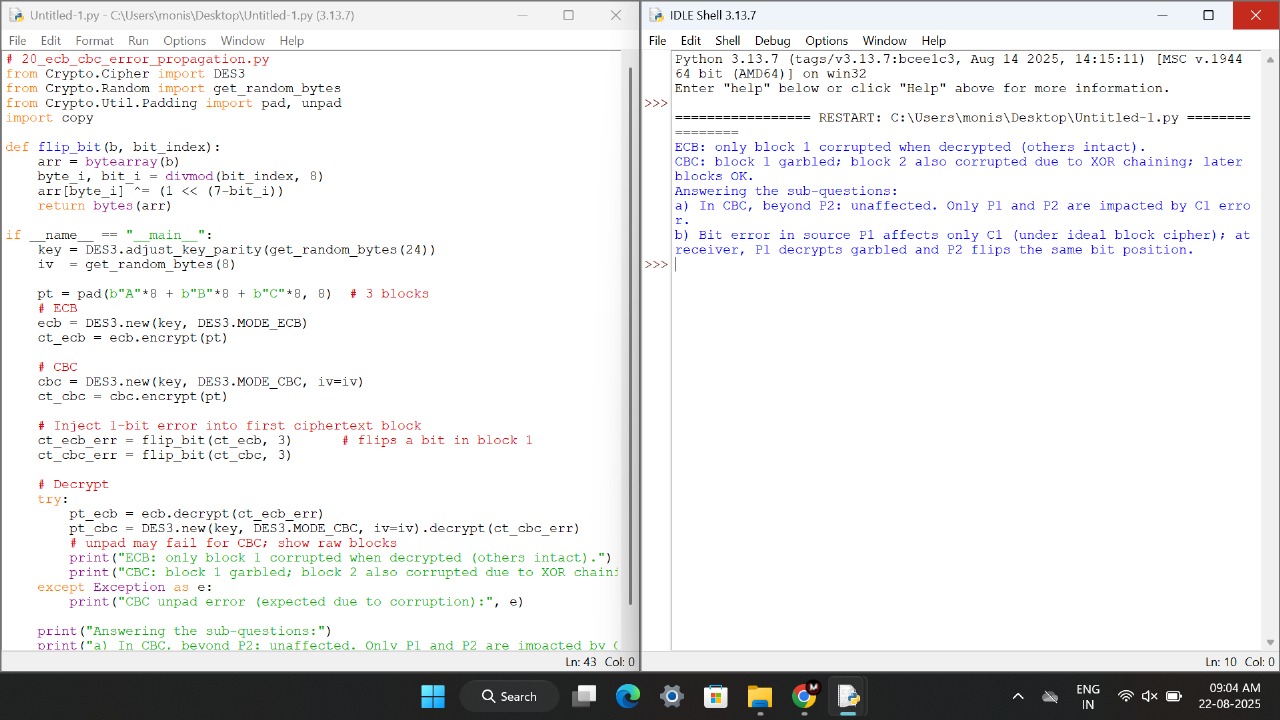 Untitled-1.py - C:\Users\monis\Desktop\Untitled-1.py (3.13.7)
File Edit Format Run Options Window Help
# 20_ecb_cbc_error_propagation.py
from Crypto.Cipher import DES3
from Crypto.Random import get_random_bytes
from Crypto.Util.Padding import pad, unpad
import copy
def flip_bit(b, bit_index):
    arr = bytearray(b)
    byte_i, bit_i = divmod(bit_index, 8)
    arr[byte_i] ^= (1 << (7-bit_i))
    return bytes(arr)
if __name__ == "__main__":
    key = DES3.adjust_key_parity(get_random_bytes(24))
    iv  = get_random_bytes(8)
    pt = pad(b"A"*8 + b"B"*8 + b"C"*8, 8)  # 3 blocks
    # ECB
    ecb = DES3.new(key, DES3.MODE_ECB)
    ct_ecb = ecb.encrypt(pt)
    # CBC
    cbc = DES3.new(key, DES3.MODE_CBC, iv=iv)
    ct_cbc = cbc.encrypt(pt)
    # Inject 1-bit error into first ciphertext block
    ct_ecb_err = flip_bit(ct_ecb, 3)      # flips a bit in block 1
    ct_cbc_err = flip_bit(ct_cbc, 3)
    # Decrypt
    try:
        pt_ecb = ecb.decrypt(ct_ecb_err)
        pt_cbc = DES3.new(key, DES3.MODE_CBC, iv=iv).decrypt(ct_cbc_err)
        # unpad may fail for CBC; show raw blocks
        print("ECB: only block 1 corrupted when decrypted (others intact).")
        print("CBC: block 1 garbled; block 2 also corrupted due to XOR chaini
    except Exception as e:
        print("CBC unpad error (expected due to corruption):", e)
    print("Answering the sub-questions:")
    print("a) In CBC, beyond P2: unaffected. Only P1 and P2 are impacted by
Ln: 43 Col: 0
IDLE Shell 3.13.7
File Edit Shell Debug Options Window Help
Python 3.13.7 (tags/v3.13.7:bcee1c3, Aug 14 2025, 14:15:11) [MSC v.1944
64 bit (AMD64)] on win32
Enter "help" below or click "Help" above for more information.
>>>
================= RESTART: C:\Users\monis\Desktop\Untitled-1.py ========
========
ECB: only block 1 corrupted when decrypted (others intact).
CBC: block 1 garbled; block 2 also corrupted due to XOR chaining; later
blocks OK.
Answering the sub-questions:
a) In CBC, beyond P2: unaffected. Only P1 and P2 are impacted by C1 erro
r.
b) Bit error in source P1 affects only C1 (under ideal block cipher); at
receiver, P1 decrypts garbled and P2 flips the same bit position.
>>>
Ln: 10 Col: 0
Search
M
ENG
IN
09:04 AM
22-08-2025